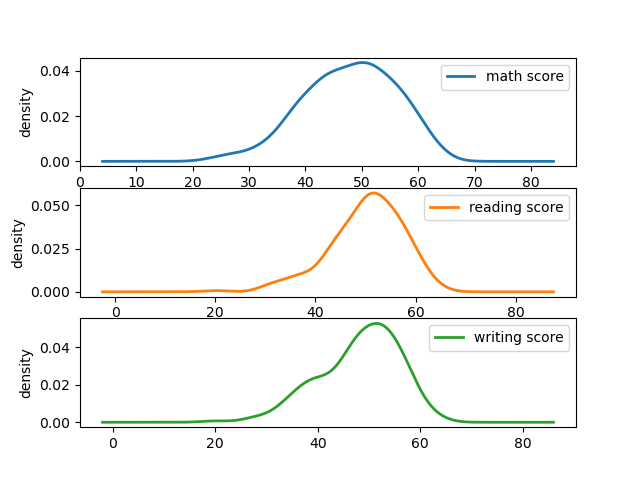 math score
0.04
0.02
0.00
density
0 10 20 30 40 50 60 70 80
reading score
0.050
0.025
0.000
density
0 20 40 60 80
writing score
0.04
0.02
0.00
density
0 20 40 60 80